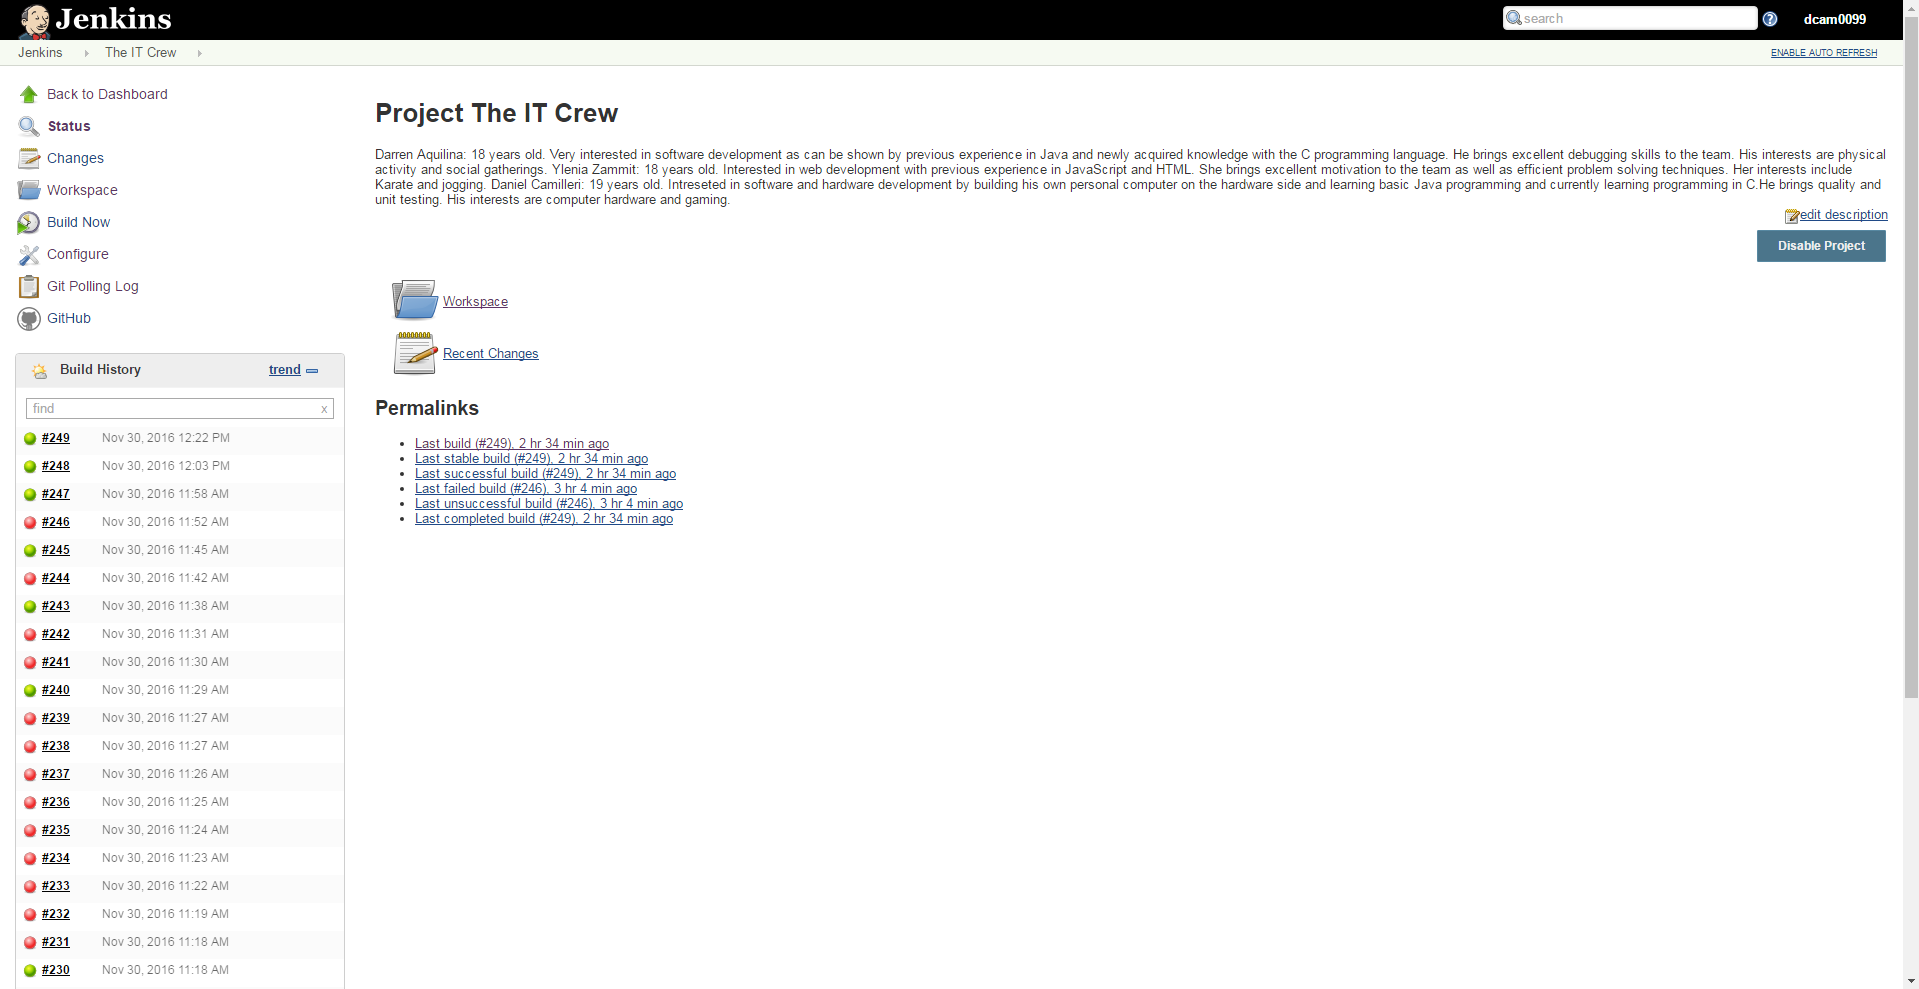 Jenkins
search
dcam0099
Jenkins
The IT Crew
ENABLE AUTO REFRESH
Back to Dashboard
Status
Changes
Workspace
Build Now
Configure
Git Polling Log
GitHub
Build History
trend
find
x
#249 Nov 30, 2016 12:22 PM
#248 Nov 30, 2016 12:03 PM
#247 Nov 30, 2016 11:58 AM
#246 Nov 30, 2016 11:52 AM
#245 Nov 30, 2016 11:45 AM
#244 Nov 30, 2016 11:42 AM
#243 Nov 30, 2016 11:38 AM
#242 Nov 30, 2016 11:31 AM
#241 Nov 30, 2016 11:30 AM
#240 Nov 30, 2016 11:29 AM
#239 Nov 30, 2016 11:27 AM
#238 Nov 30, 2016 11:27 AM
#237 Nov 30, 2016 11:26 AM
#236 Nov 30, 2016 11:25 AM
#235 Nov 30, 2016 11:24 AM
#234 Nov 30, 2016 11:23 AM
#233 Nov 30, 2016 11:22 AM
#232 Nov 30, 2016 11:19 AM
#231 Nov 30, 2016 11:18 AM
#230 Nov 30, 2016 11:18 AM
Project The IT Crew
Darren Aquilina: 18 years old. Very interested in software development as can be shown by previous experience in Java and newly acquired knowledge with the C programming language. He brings excellent debugging skills to the team. His interests are physical
activity and social gatherings. Ylenia Zammit: 18 years old. Interested in web development with previous experience in JavaScript and HTML. She brings excellent motivation to the team as well as efficient problem solving techniques. Her interests include
Karate and jogging. Daniel Camilleri: 19 years old. Intreseted in software and hardware development by building his own personal computer on the hardware side and learning basic Java programming and currently learning programming in C.He brings quality and
unit testing. His interests are computer hardware and gaming.
edit description
Disable Project
Workspace
Recent Changes
Permalinks
Last build (#249), 2 hr 34 min ago
Last stable build (#249), 2 hr 34 min ago
Last successful build (#249), 2 hr 34 min ago
Last failed build (#246), 3 hr 4 min ago
Last unsuccessful build (#246), 3 hr 4 min ago
Last completed build (#249), 2 hr 34 min ago